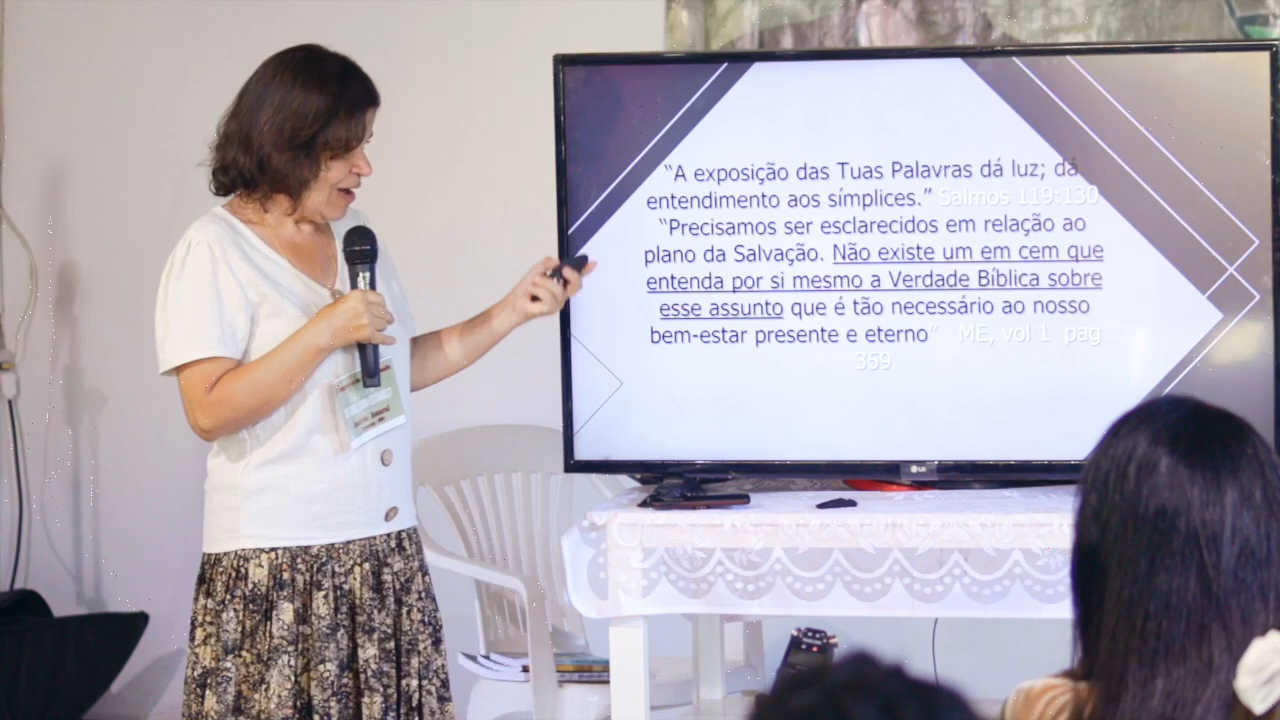 “A exposição das Tuas Palavras dá luz; dá
entendimento aos símplices.” Salmos 119:130
“Precisamos ser esclarecidos em relação ao
plano da Salvação. Não existe um em cem que
entenda por si mesmo a Verdade Bíblica sobre
esse assunto que é tão necessário ao nosso
bem-estar presente e eterno” ME, vol 1 pag
359
LG